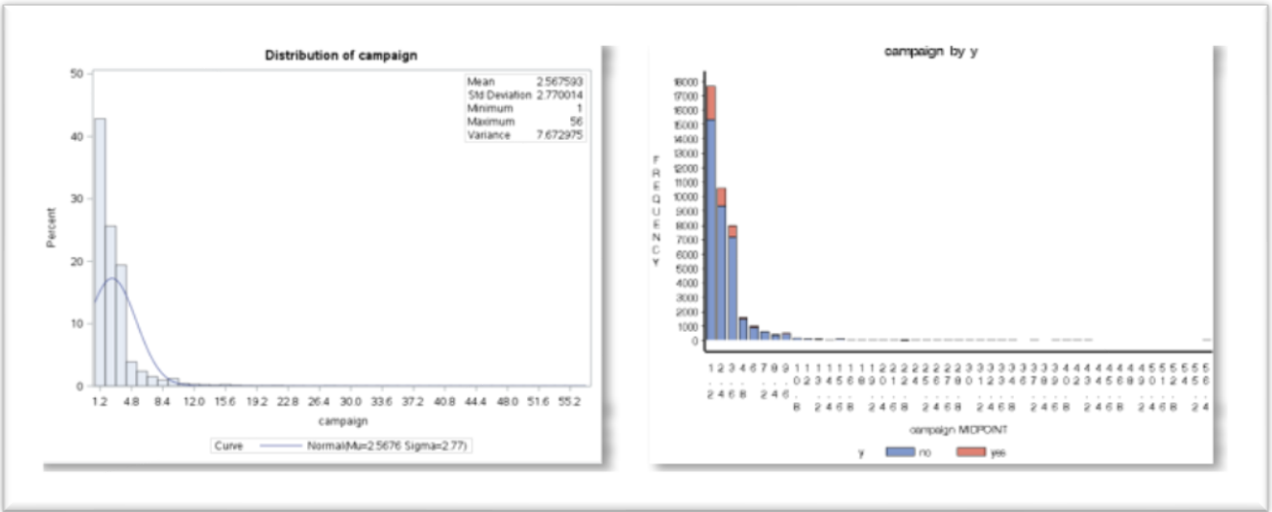 Distribution of campaign
50
40
30
20
10
0
Percent
Mean 2.567593
Std Deviation 2.770014
Minimum 1
Maximum 56
Variance 7.672975
1.2 4.8 8.4 12.0 15.6 19.2 22.8 26.4 30.0 33.6 37.2 40.8 44.4 48.0 51.6 55.2
campaign
Curve Normal(Mu=2.5676 Sigma=2.77)
campaign by y
FREQUENCY
18000
17000
16000
15000
14000
13000
12000
11000
10000
9000
8000
7000
6000
5000
4000
3000
2000
1000
0
campaign MIDPOINT
y no yes